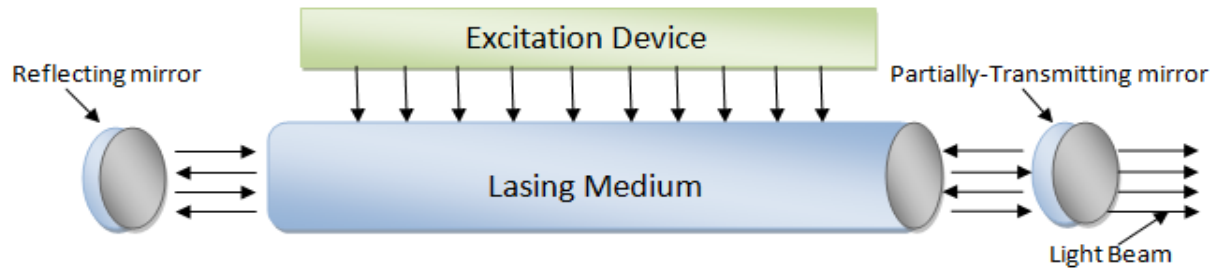 Excitation Device
Reflecting mirror
Partially-Transmitting mirror
Lasing Medium
Light Beam